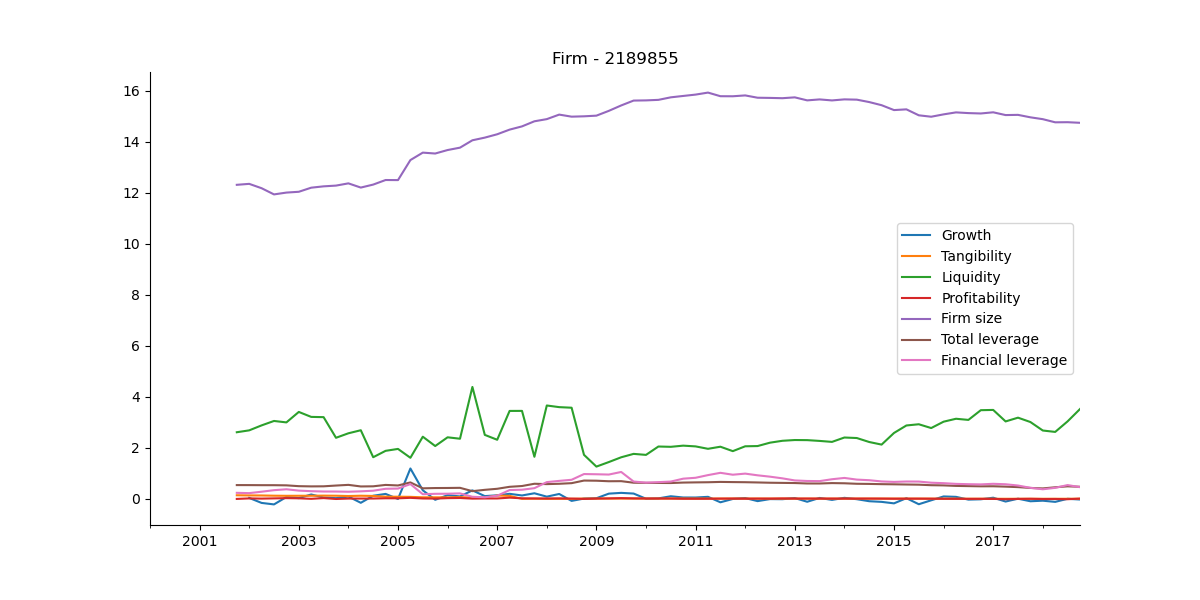 Firm - 2189855
16
14
12
10
8
6
4
2
0
Growth
Tangibility
Liquidity
Profitability
Firm size
Total leverage
Financial leverage
2001 2003 2005 2007 2009 2011 2013 2015 2017